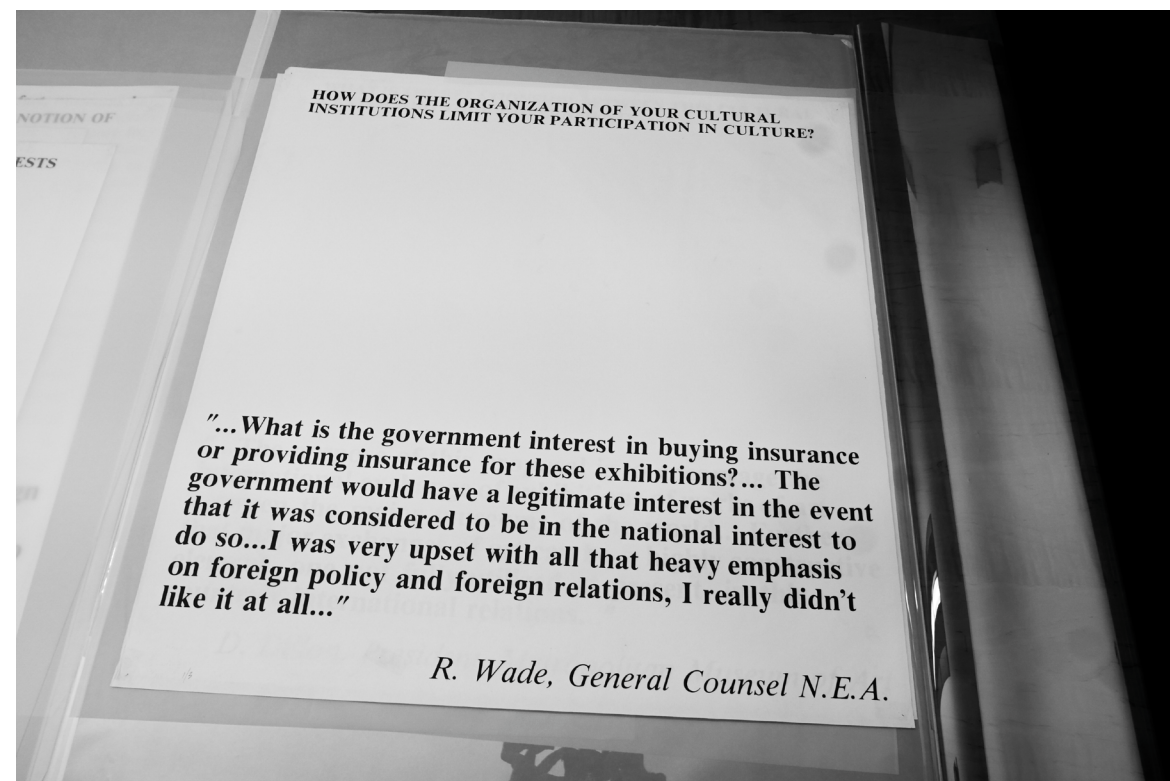 NOTION OF
ESTS
HOW DOES THE ORGANIZATION OF YOUR CULTURAL
INSTITUTIONS LIMIT YOUR PARTICIPATION IN CULTURE?
"...What is the government interest in buying insurance
or providing insurance for these exhibitions?... The
government would have a legitimate interest in the event
that it was considered to be in the national interest to
do so...I was very upset with all that heavy emphasis
on foreign policy and foreign relations, I really didn't
like it at all..."
R. Wade, General Counsel N.E.A.